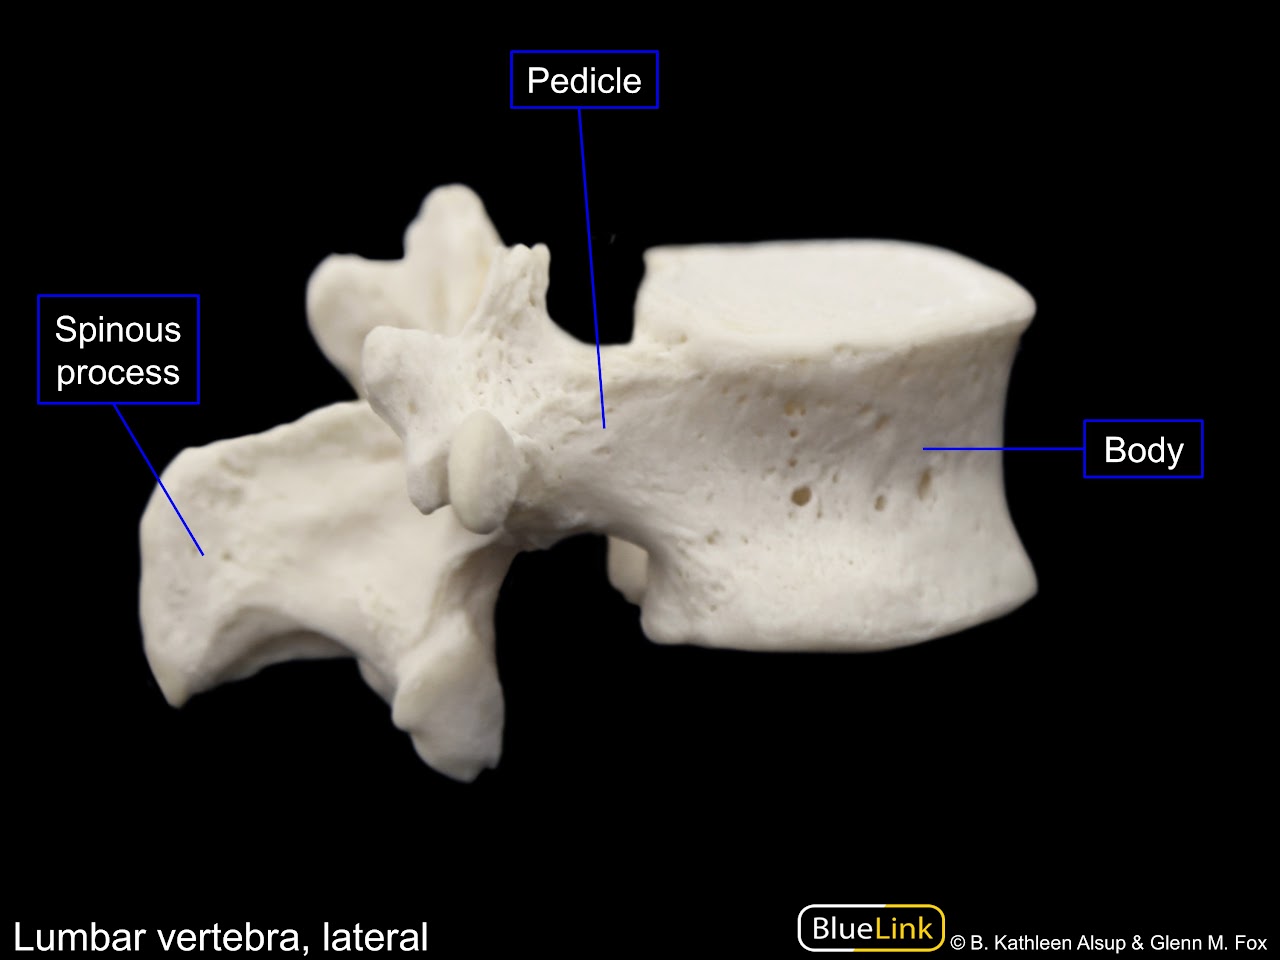 Pedicle
Spinous
process
Body
Lumbar vertebra, lateral
BlueLink
© B. Kathleen Alsup & Glenn M. Fox